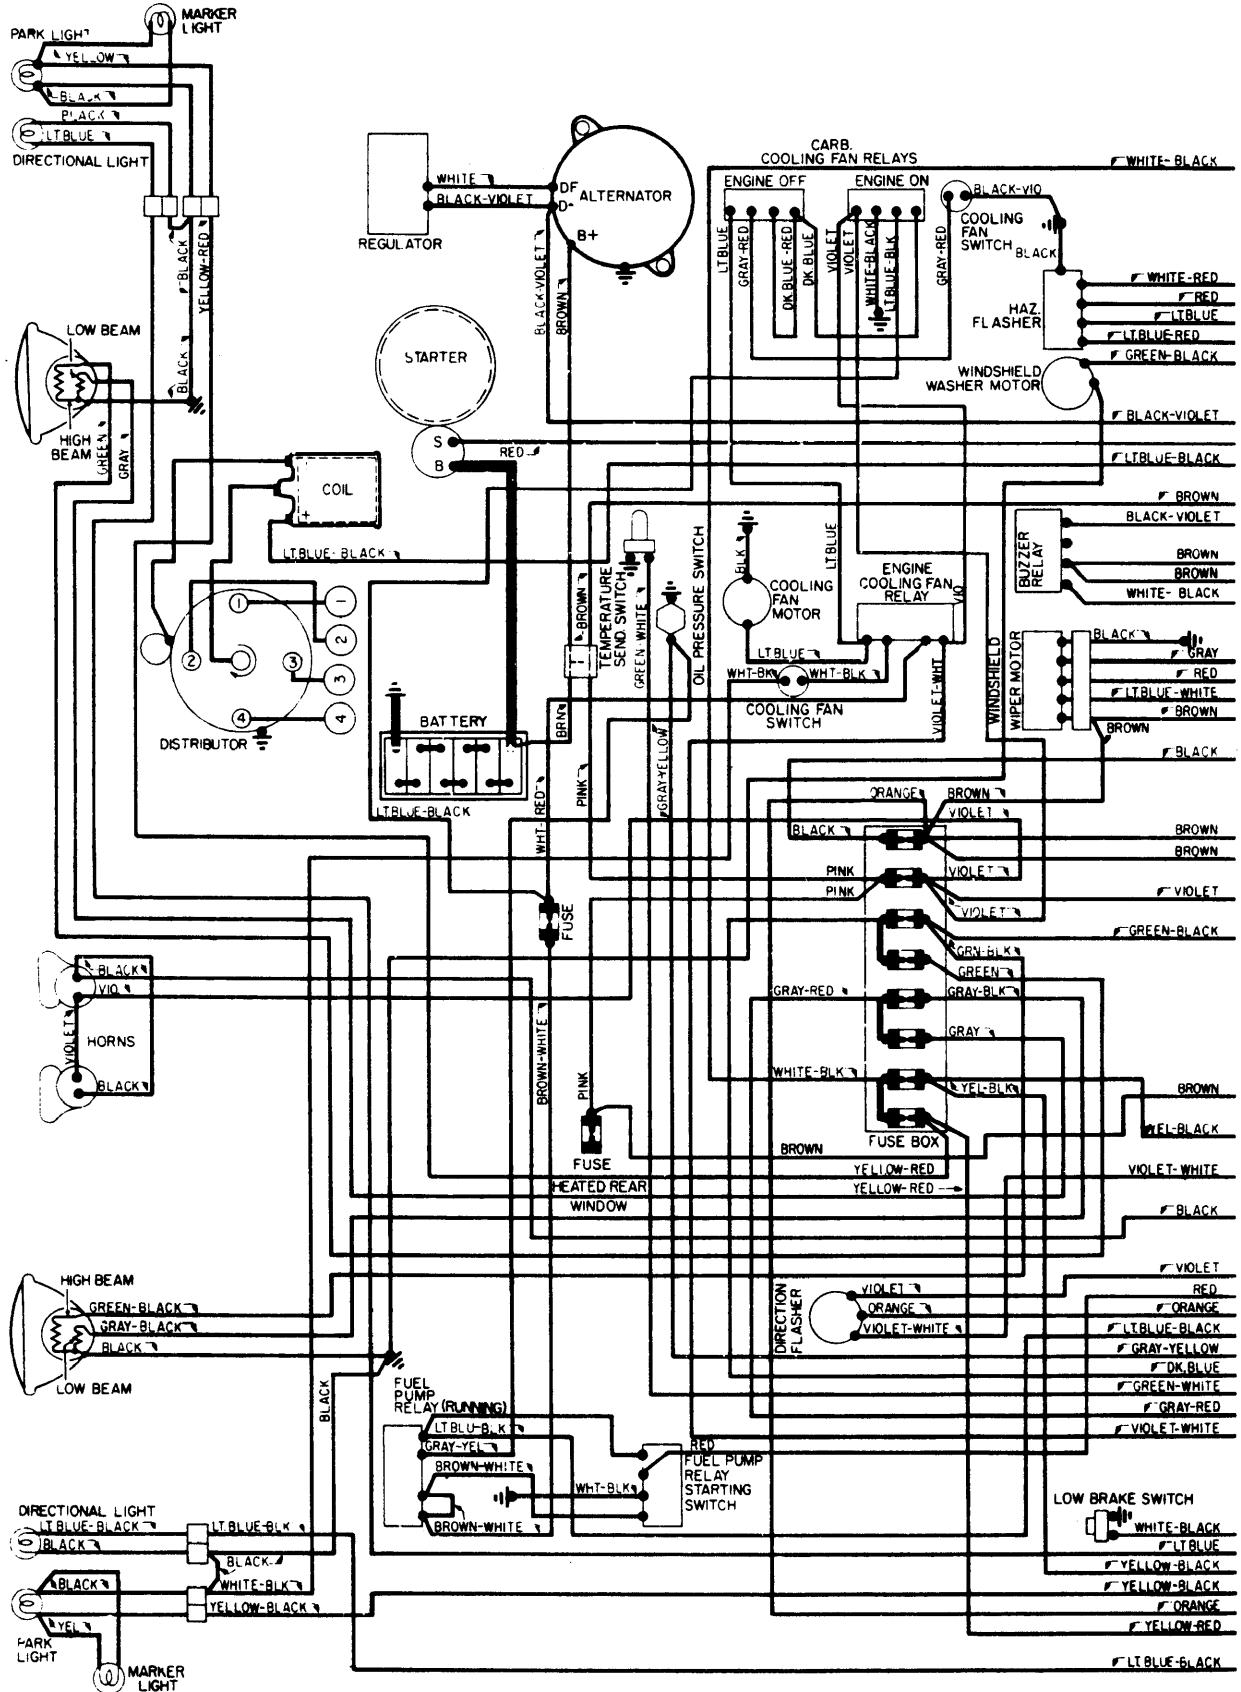 MARKER
LIGHT
PARK LIGHT
YELLOW
BLACK
BLACK
LT.BLUE
DIRECTIONAL LIGHT
BLACK
YELLOW-RED
BLACK
LOW BEAM
HIGH
BEAM
GREEN
GRAY
REGULATOR
WHITE
BLACK-VIOLET
DF
D-
B+
ALTERNATOR
BLACK-VIOLET
BROWN
STARTER
S
B
RED
COIL
+
LT.BLUE-BLACK
CARB.
COOLING FAN RELAYS
ENGINE OFF
ENGINE ON
LT.BLUE
GRAY-RED
DK.BLUE-RED
DK.BLUE
VIOLET
VIOLET
WHITE-BLACK
LT.BLUE-BLK
GRAY-RED
BLACK-VIO
COOLING
FAN
SWITCH
BLACK
HAZ.
FLASHER
WINDSHIELD
WASHER MOTOR
WHITE-BLACK
WHITE-RED
RED
LT.BLUE
LT.BLUE-RED
GREEN-BLACK
BLACK-VIOLET
LT.BLUE-BLACK
BROWN
BLACK-VIOLET
BUZZER
RELAY
BROWN
BROWN
WHITE-BLACK
1
2
3
4
1
2
3
4
DISTRIBUTOR
BATTERY
LT.BLUE-BLACK
BROWN
TEMPERATURE
SEND. SWITCH
GREEN-WHITE
OIL PRESSURE SWITCH
BLK
COOLING
FAN
MOTOR
LT.BLUE
ENGINE
COOLING FAN
RELAY
VIO
LT.BLUE
WHT-BK
WHT-BLK
COOLING FAN
SWITCH
VIOLET-WHT
WINDSHIELD
WIPER MOTOR
BLACK
GRAY
RED
LT.BLUE-WHITE
BROWN
BROWN
BLACK
BRN
PINK
WHT-RED
GRAY-YELLOW
ORANGE
BROWN
VIOLET
BLACK
BROWN
BROWN
PINK
VIOLET
PINK
VIOLET
VIOLET
GREEN-BLACK
GRN-BLK
GREEN
GRAY-RED
GRAY-BLK
GRAY
WHITE-BLK
YEL-BLK
BROWN
YEL-BLACK
FUSE BOX
FUSE
BLACK
VIO.
VIOLET
HORNS
BLACK
BROWN-WHITE
PINK
FUSE
HEATED REAR
WINDOW
BROWN
YELLOW-RED
YELLOW-RED
VIOLET-WHITE
BLACK
HIGH BEAM
GREEN-BLACK
GRAY-BLACK
BLACK
LOW BEAM
DIRECTION
FLASHER
VIOLET
ORANGE
VIOLET-WHITE
VIOLET
RED
ORANGE
LT.BLUE-BLACK
GRAY-YELLOW
DK.BLUE
GREEN-WHITE
GRAY-RED
VIOLET-WHITE
BLACK
FUEL
PUMP
RELAY (RUNNING)
LT.BLU-BLK
GRAY-YEL
BROWN-WHITE
BROWN-WHITE
WHT-BLK
RED
FUEL PUMP
RELAY
STARTING
SWITCH
LOW BRAKE SWITCH
WHITE-BLACK
LT.BLUE
YELLOW-BLACK
YELLOW-BLACK
ORANGE
YELLOW-RED
LT.BLUE-BLACK
DIRECTIONAL LIGHT
LT.BLUE-BLACK
BLACK
LT.BLUE-BLK
BLACK
BLACK
WHITE-BLK
YELLOW-BLACK
YEL
PARK
LIGHT
MARKER
LIGHT